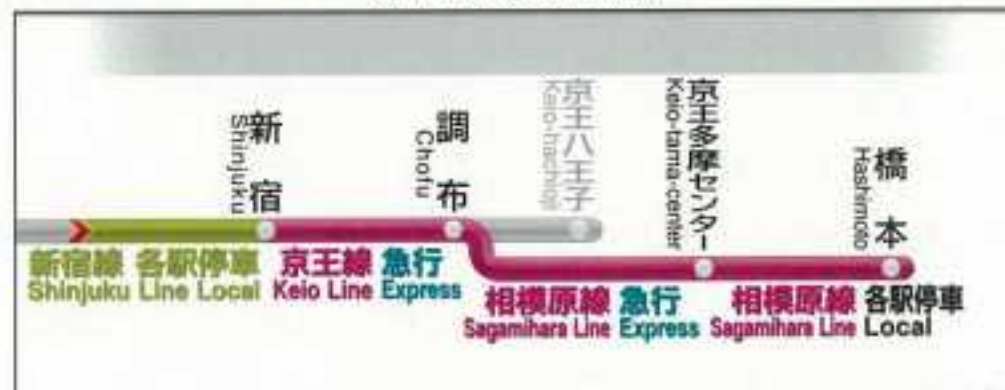 新宿
Shinjuku
調布
Chofu
京王八王子
Keio-hachioji
京王多摩センター
Keio-tama-center
橋本
Hashimoto
新宿線 各駅停車
Shinjuku Line Local
京王線 急行
Keio Line Express
相模原線 急行
Sagamihara Line Express
相模原線 各駅停車
Sagamihara Line Local